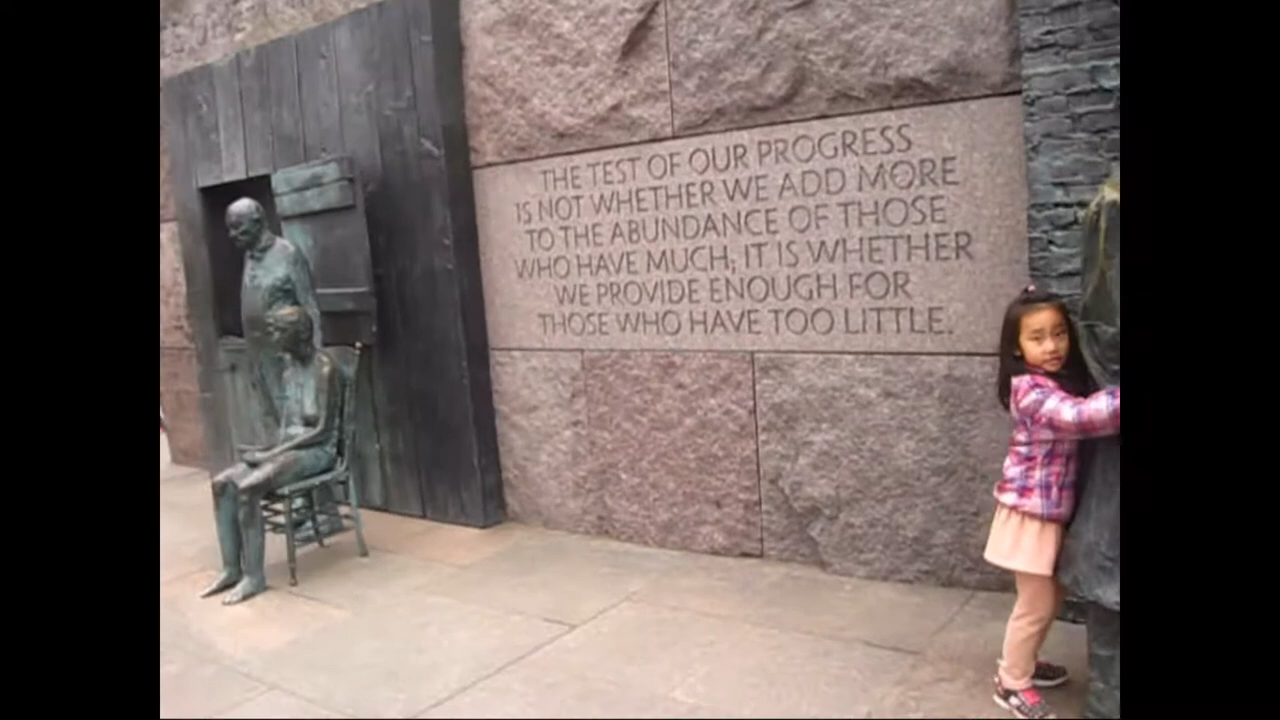 THE TEST OF OUR PROGRESS
IS NOT WHETHER WE ADD MORE
TO THE ABUNDANCE OF THOSE
WHO HAVE MUCH; IT IS WHETHER
WE PROVIDE ENOUGH FOR
THOSE WHO HAVE TOO LITTLE.